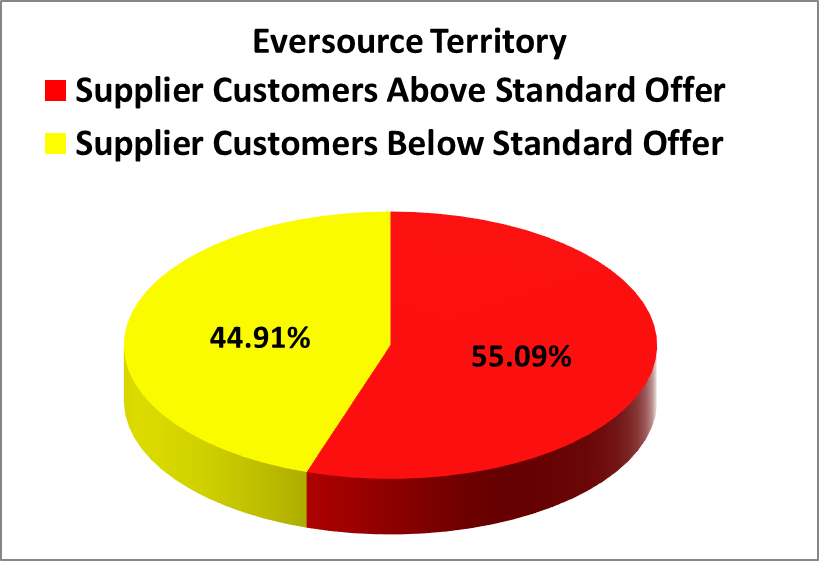 Eversource Territory
Supplier Customers Above Standard Offer
Supplier Customers Below Standard Offer
44.91%
55.09%